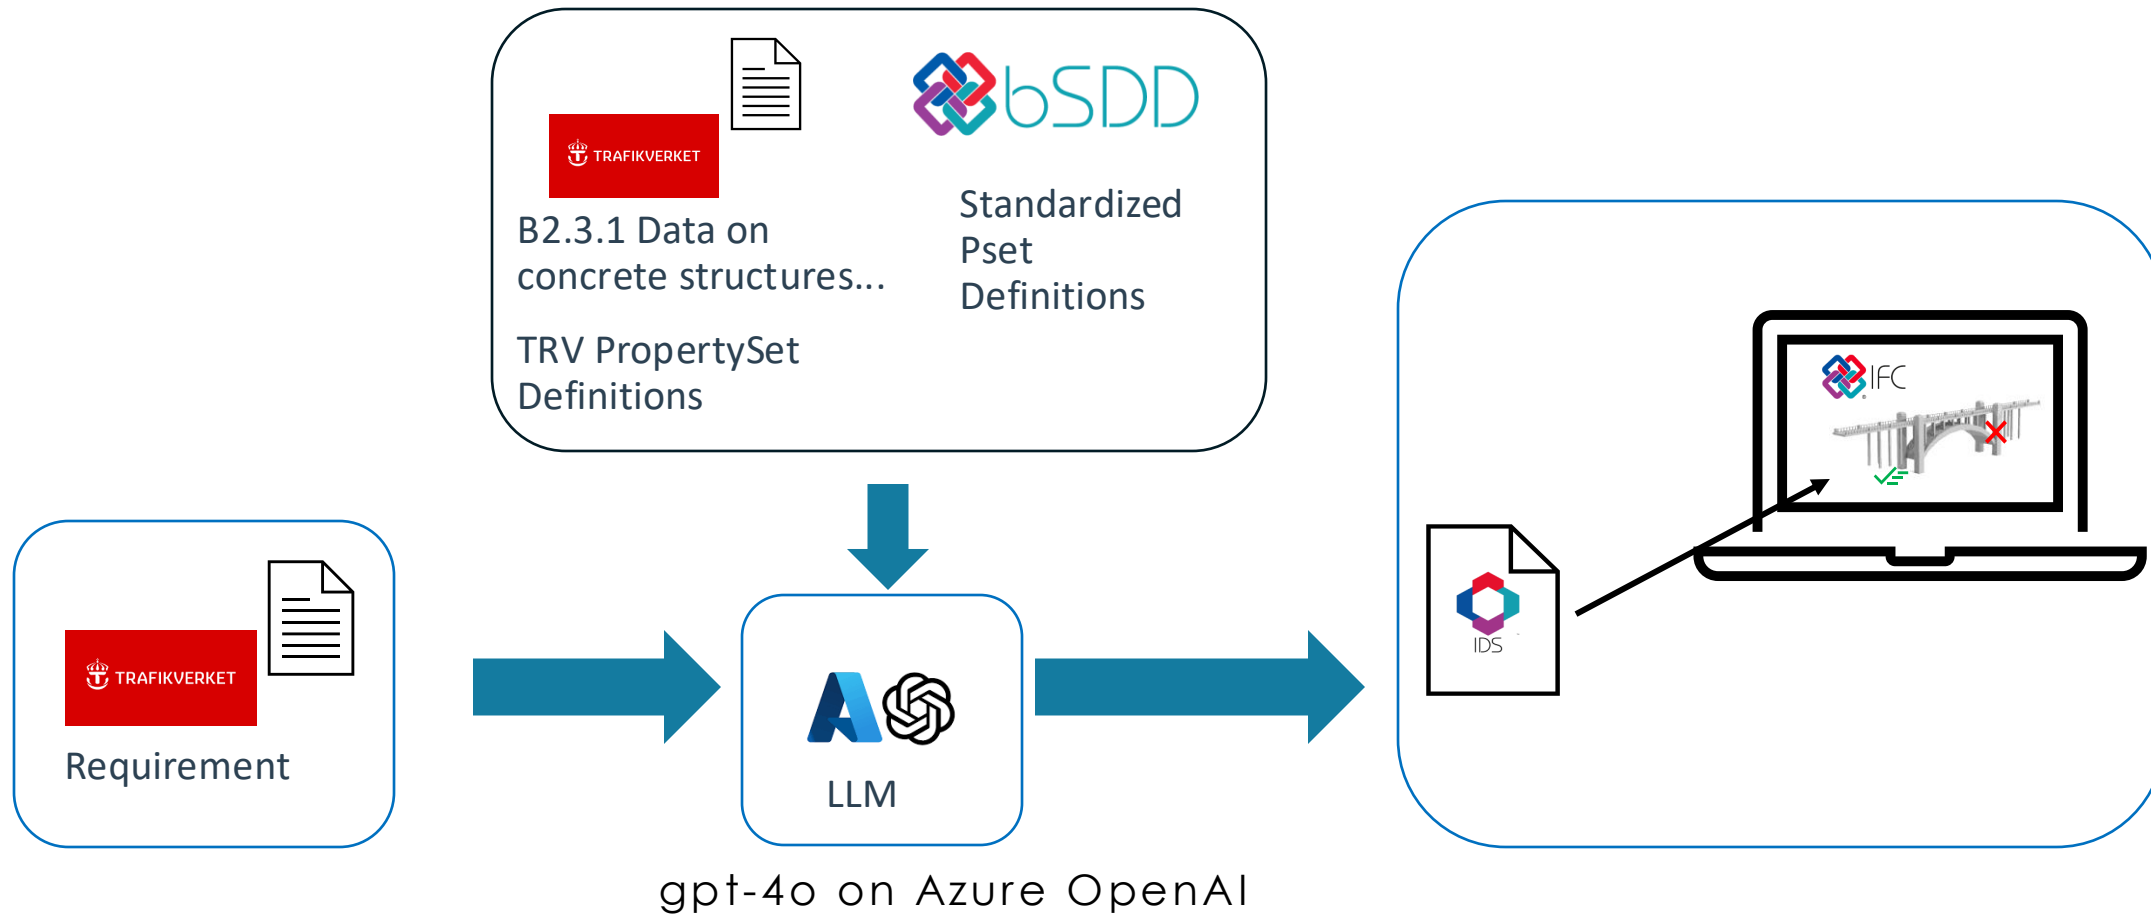 TRAFIKVERKET
bSDD
B2.3.1 Data on
concrete structures...
TRV PropertySet
Definitions
Standardized
Pset
Definitions
TRAFIKVERKET
Requirement
LLM
gpt-4o on Azure OpenAI
IDS
IFC